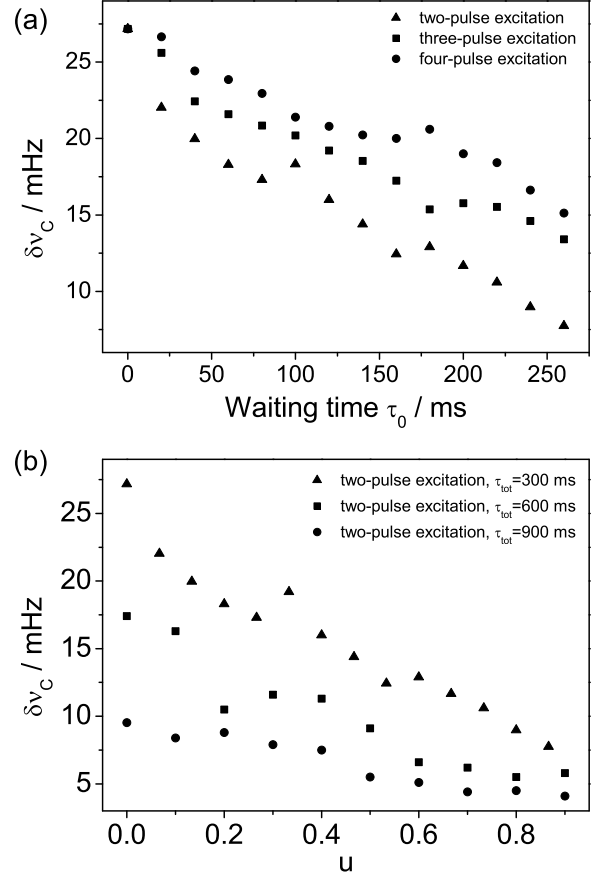 (a)
▲ two-pulse excitation
■ three-pulse excitation
● four-pulse excitation
25
20
15
10
δν_C / mHz
0 50 100 150 200 250
Waiting time τ_0 / ms
(b)
▲ two-pulse excitation, τ_tot=300 ms
■ two-pulse excitation, τ_tot=600 ms
● two-pulse excitation, τ_tot=900 ms
25
20
15
10
5
δν_C / mHz
0.0 0.2 0.4 0.6 0.8
u